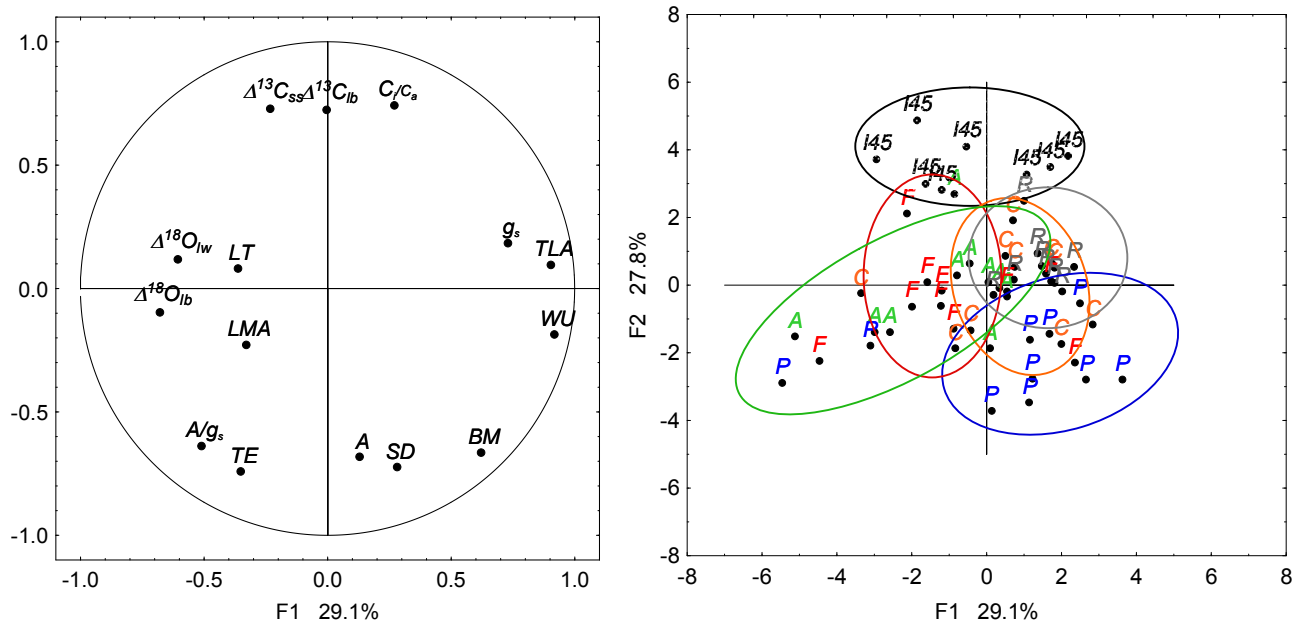 1.0
0.5
0.0
-0.5
-1.0
-1.0 -0.5 0.0 0.5 1.0
F1 29.1%
Δ¹³Cₛₛ Δ¹³Cₗb Cᵢ/Cₐ
gₛ
TLA
Δ¹⁸Oₗw
LT
Δ¹⁸Oₗb
LMA
WU
A/gₛ
TE
A
SD
BM
8
6
4
2
0
-2
-4
-6
-8
F2 27.8%
-8 -6 -4 -2 0 2 4 6 8
F1 29.1%
I45
I45
I45 I45
I45
I45 I45 I45
A
R
F
C
R
A C C C
A R R R
F F A A F
C F F A R R
A P
A A F C P P C
A P C A C F
F
P P P P P
P P